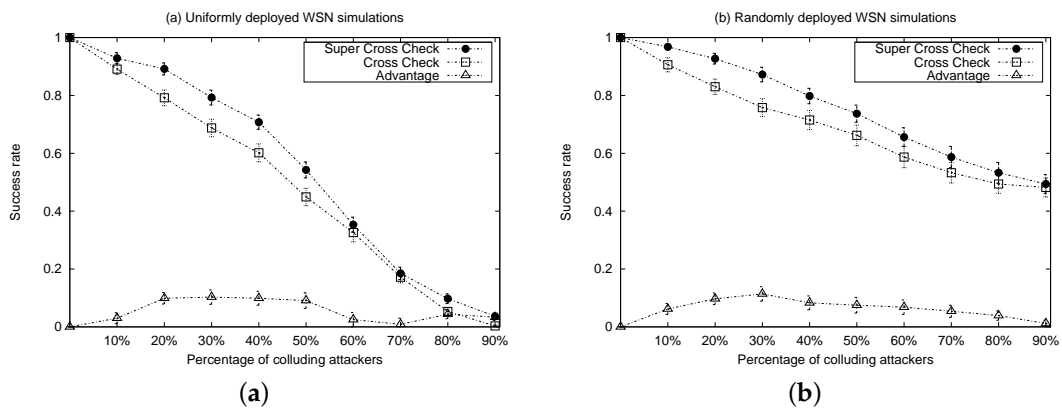 (a) Uniformly deployed WSN simulations
1
0.8
0.6
0.4
0.2
0
Success rate
Super Cross Check
Cross Check
Advantage
10% 20% 30% 40% 50% 60% 70% 80% 90%
Percentage of colluding attackers
(a)
(b) Randomly deployed WSN simulations
1
0.8
0.6
0.4
0.2
0
Success rate
Super Cross Check
Cross Check
Advantage
10% 20% 30% 40% 50% 60% 70% 80% 90%
Percentage of colluding attackers
(b)